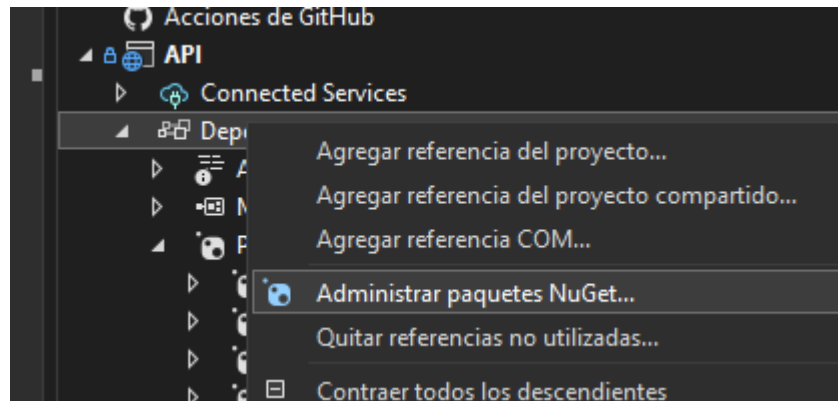 Acciones de GitHub
API
Connected Services
Depe
Agregar referencia del proyecto...
Agregar referencia del proyecto compartido...
Agregar referencia COM...
Administrar paquetes NuGet...
Quitar referencias no utilizadas...
Contraer todos los descendientes